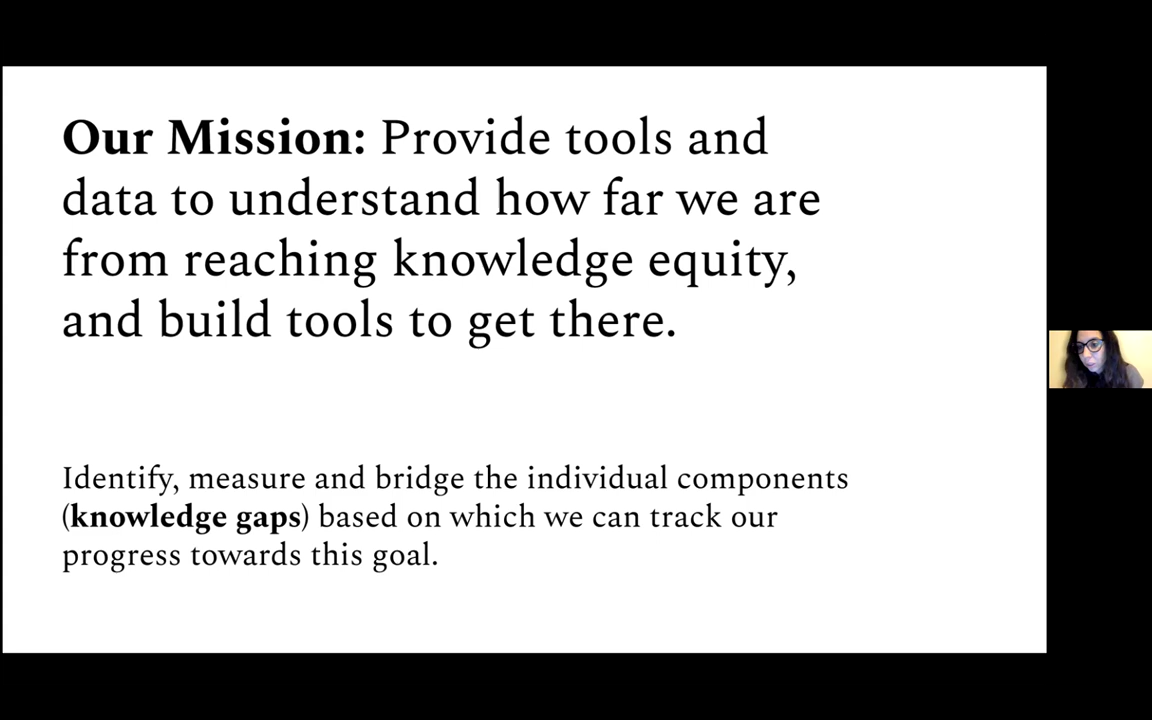 Our Mission: Provide tools and
data to understand how far we are
from reaching knowledge equity,
and build tools to get there.
Identify, measure and bridge the individual components
(knowledge gaps) based on which we can track our
progress towards this goal.